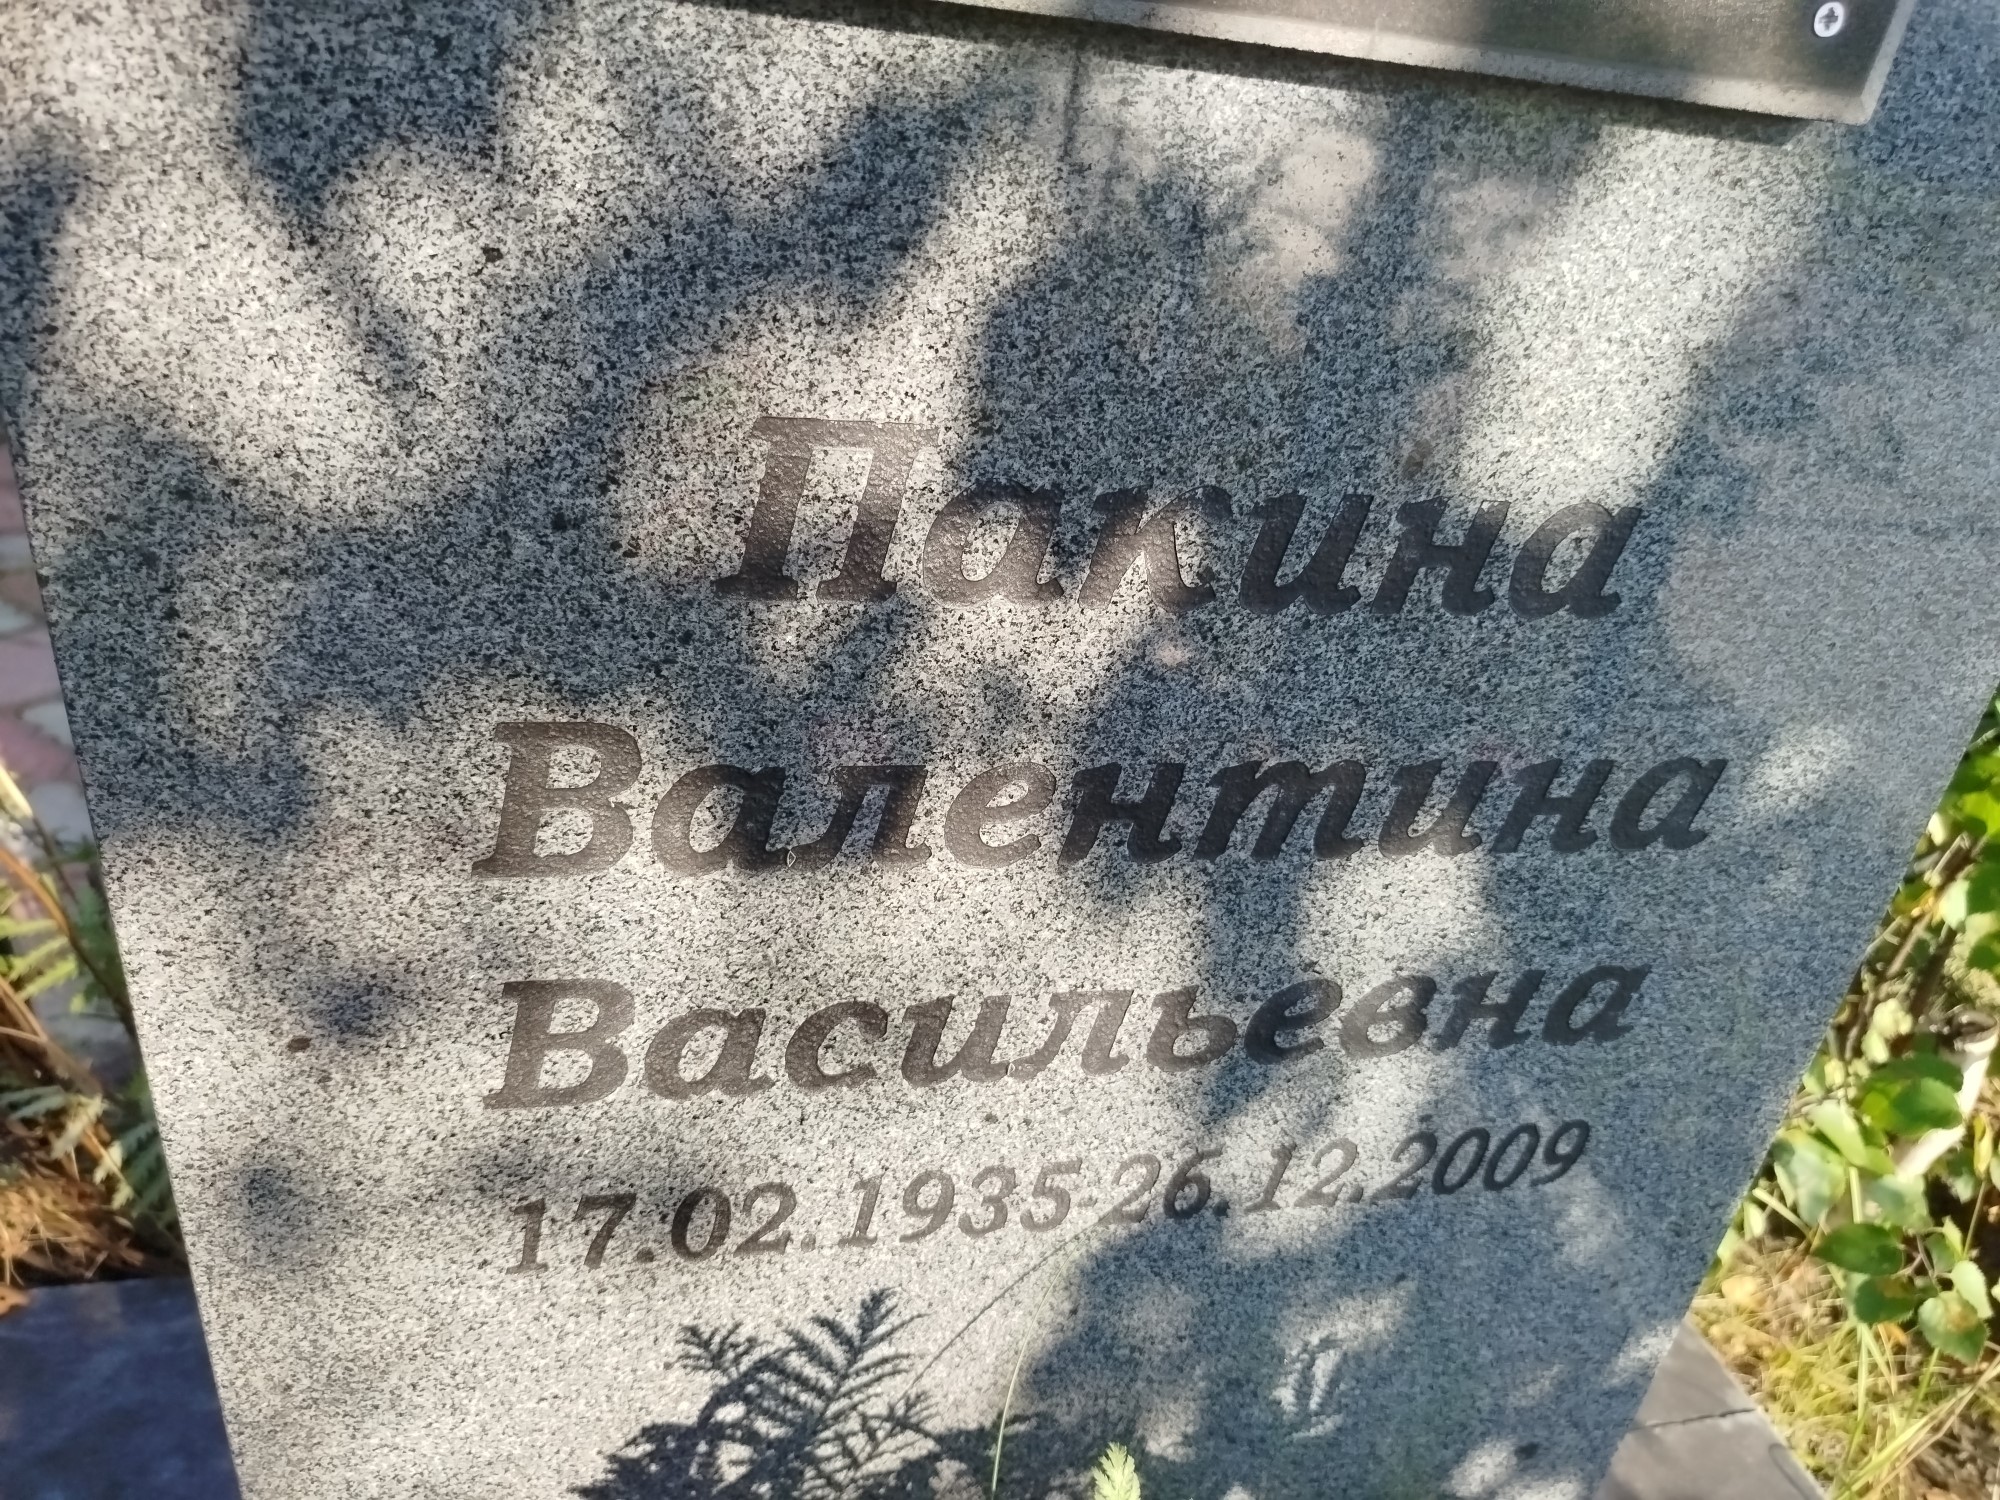 Пакина
Валентина
Васильевна
17.02.1935-26.12.2009